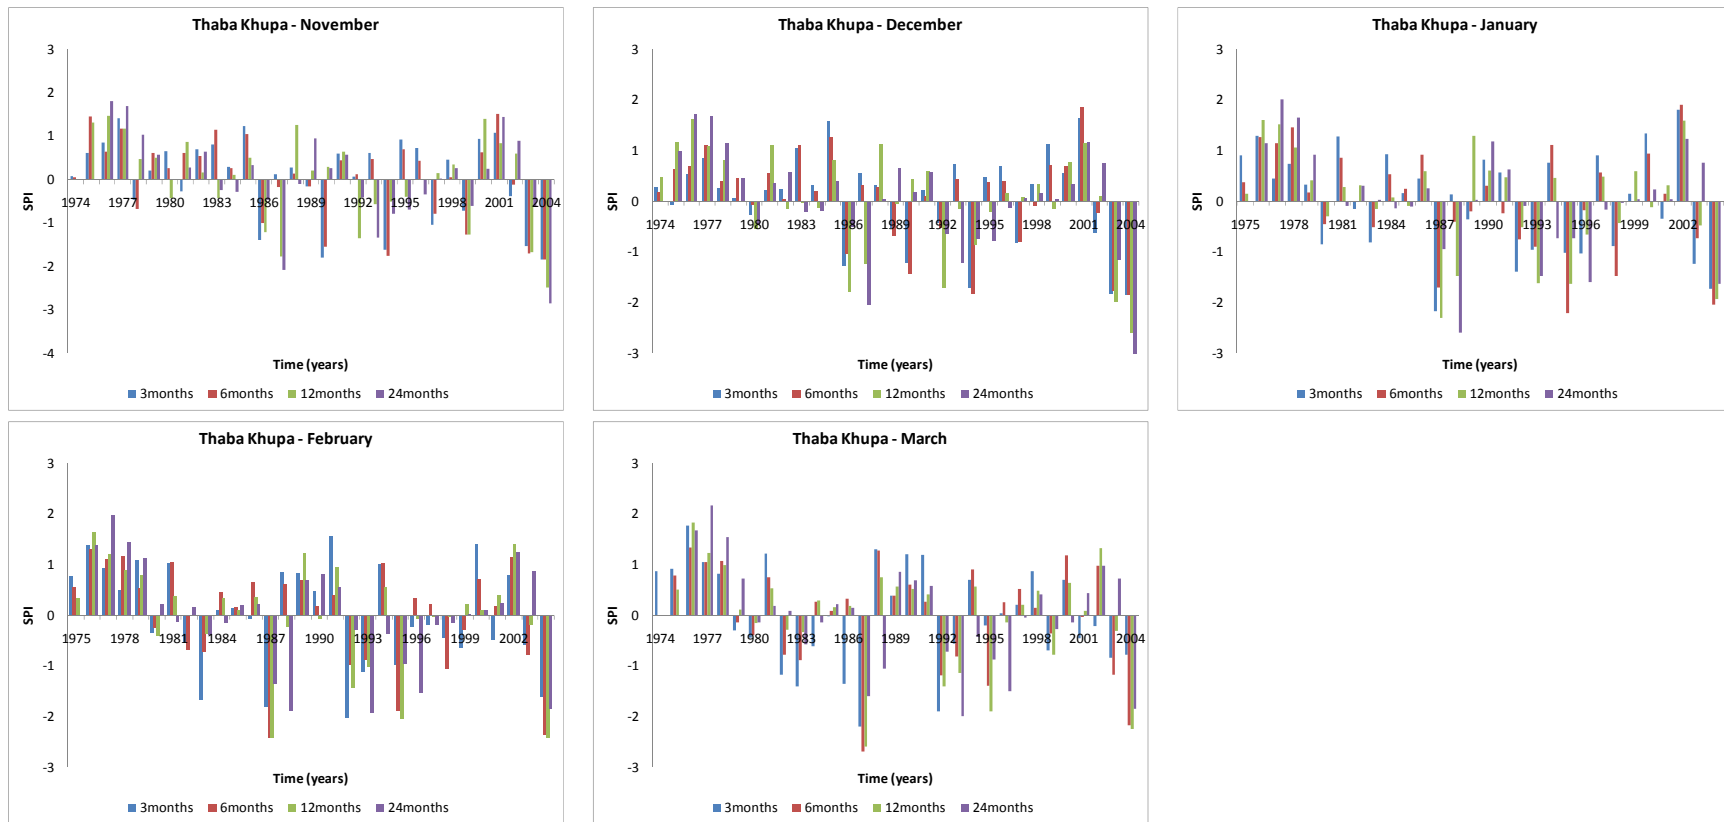 Thaba Khupa - November
3
2
1
0
-1
-2
-3
-4
SPI
1974 1977 1980 1983 1986 1989 1992 1995 1998 2001 2004
Time (years)
3months 6months 12months 24months
Thaba Khupa - December
3
2
1
0
-1
-2
-3
SPI
1974 1977 1980 1983 1986 1989 1992 1995 1998 2001 2004
Time (years)
3months 6months 12months 24months
Thaba Khupa - January
3
2
1
0
-1
-2
-3
SPI
1975 1978 1981 1984 1987 1990 1993 1996 1999 2002
Time (years)
3months 6months 12months 24months
Thaba Khupa - February
3
2
1
0
-1
-2
-3
SPI
1975 1978 1981 1984 1987 1990 1993 1996 1999 2002
Time (years)
3months 6months 12months 24months
Thaba Khupa - March
3
2
1
0
-1
-2
-3
SPI
1974 1977 1980 1983 1986 1989 1992 1995 1998 2001 2004
Time (years)
3months 6months 12months 24months